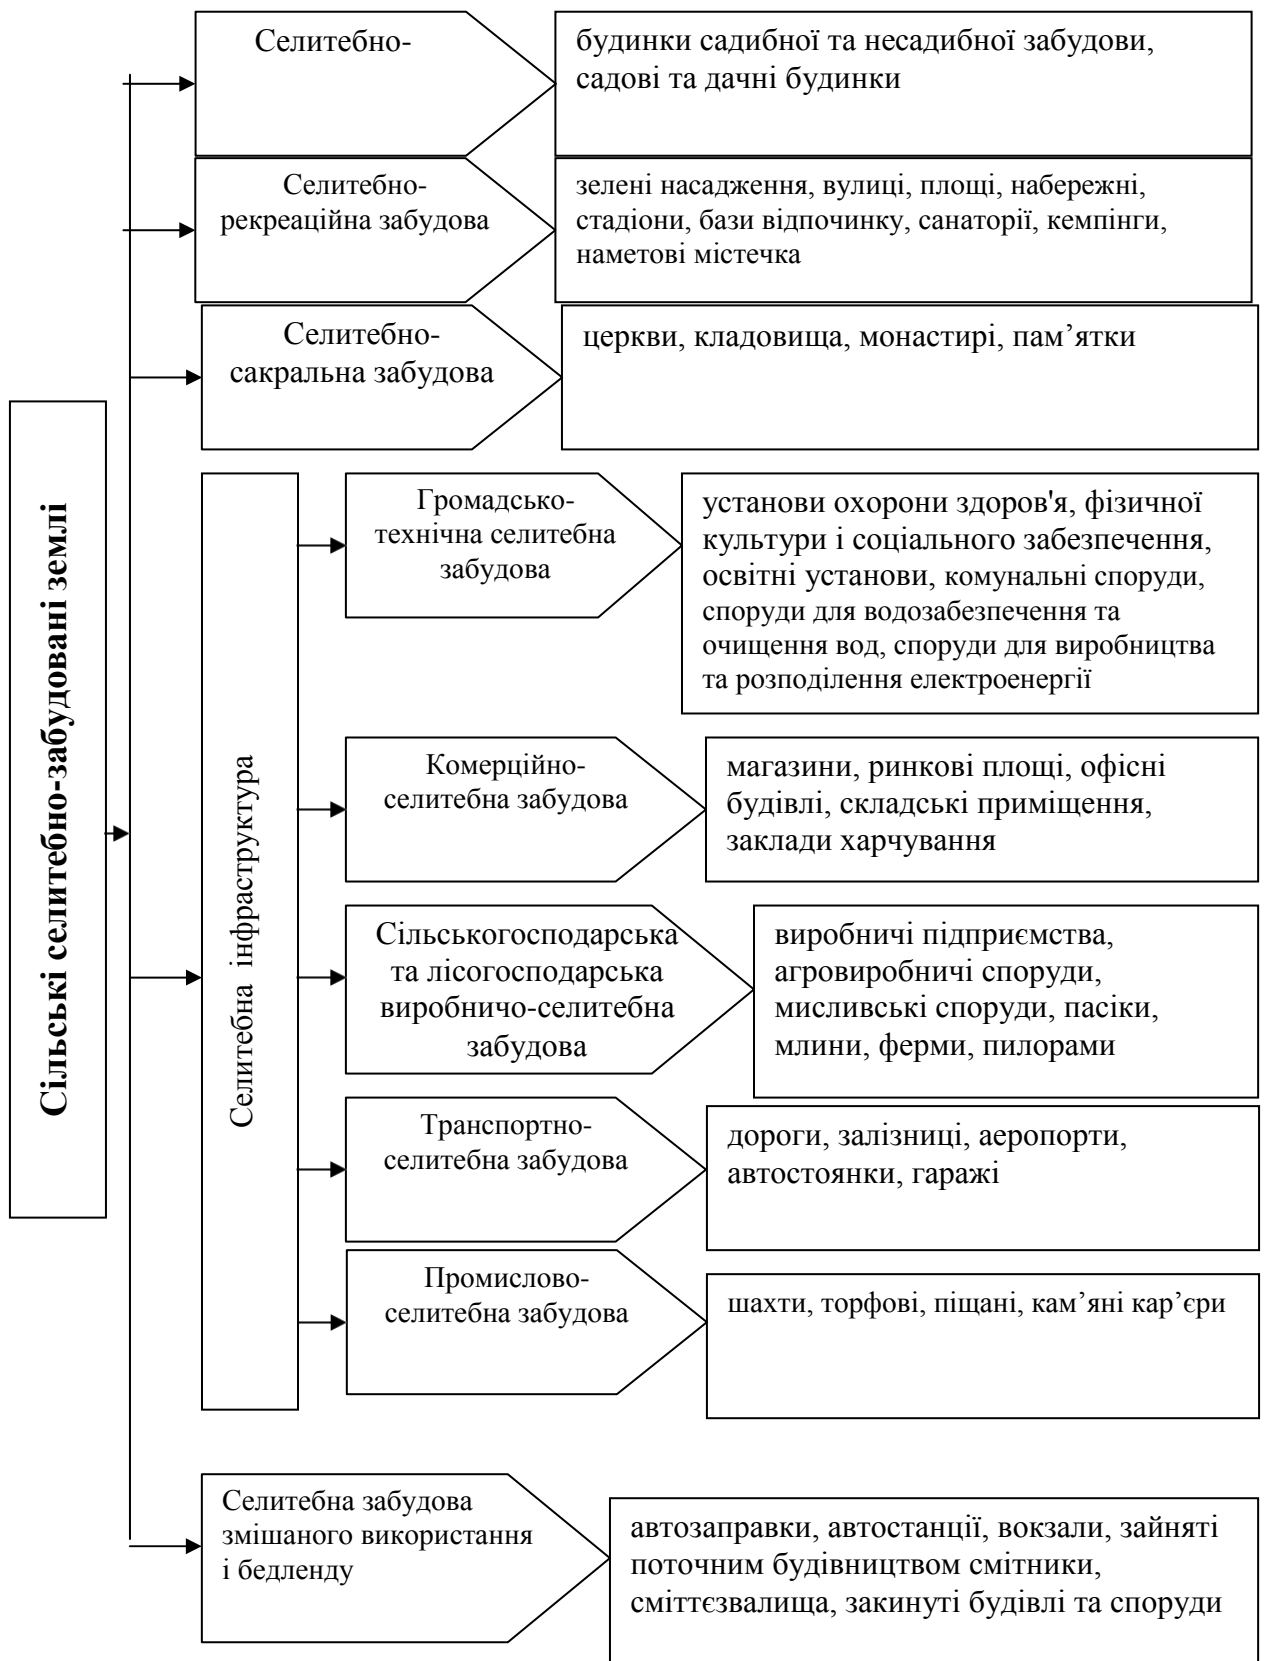 Сільські селитебно-забудовані землі
Селитебно-
будинки садибної та несадибної забудови,
садові та дачні будинки
Селитебно-
рекреаційна забудова
зелені насадження, вулиці, площі, набережні,
стадіони, бази відпочинку, санаторії, кемпінги,
наметові містечка
Селитебно-
сакральна забудова
церкви, кладовища, монастирі, пам’ятки
Селитебна інфраструктура
Громадсько-
технічна селитебна
забудова
установи охорони здоров'я, фізичної
культури і соціального забезпечення,
освітні установи, комунальні споруди,
споруди для водозабезпечення та
очищення вод, споруди для виробництва
та розподілення електроенергії
Комерційно-
селитебна забудова
магазини, ринкові площі, офісні
будівлі, складські приміщення,
заклади харчування
Сільськогосподарська
та лісогосподарська
виробничо-селитебна
забудова
виробничі підприємства,
агровиробничі споруди,
мисливські споруди, пасіки,
млини, ферми, пилорами
Транспортно-
селитебна забудова
дороги, залізниці, аеропорти,
автостоянки, гаражі
Промислово-
селитебна забудова
шахти, торфові, піщані, кам’яні кар’єри
Селитебна забудова
змішаного використання
і бедленду
автозаправки, автостанції, вокзали, зайняті
поточним будівництвом смітники,
сміттєзвалища, закинуті будівлі та споруди